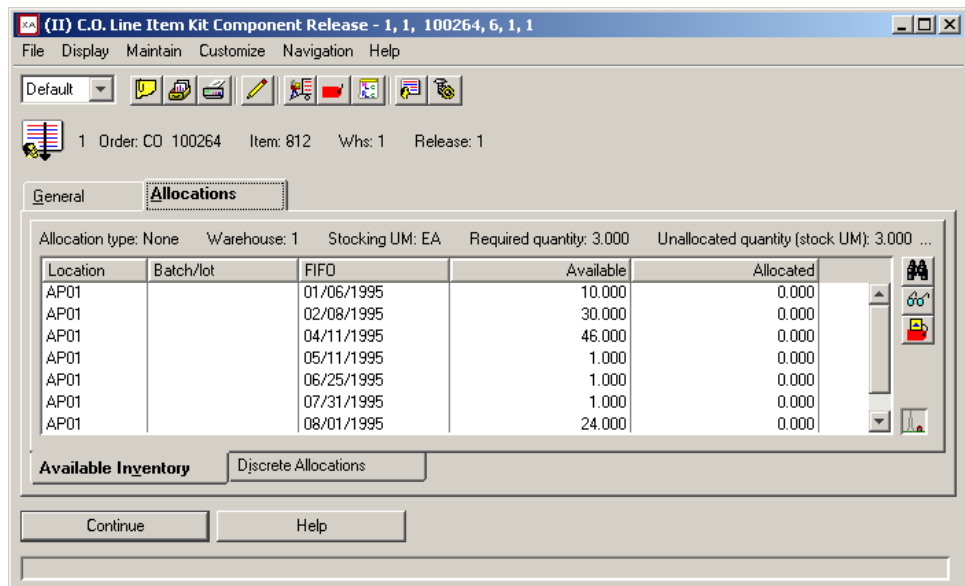 XA (II) C.O. Line Item Kit Component Release - 1, 1, 100264, 6, 1, 1
File Display Maintain Customize Navigation Help
Default
1 Order: CO 100264 Item: 812 Whs: 1 Release: 1
General Allocations
Allocation type: None Warehouse: 1 Stocking UM: EA Required quantity: 3.000 Unallocated quantity (stock UM): 3.000 ...
Location Batch/lot FIFO Available Allocated
AP01 01/06/1995 10.000 0.000
AP01 02/08/1995 30.000 0.000
AP01 04/11/1995 46.000 0.000
AP01 05/11/1995 1.000 0.000
AP01 06/25/1995 1.000 0.000
AP01 07/31/1995 1.000 0.000
AP01 08/01/1995 24.000 0.000
Available Inventory Discrete Allocations
Continue Help